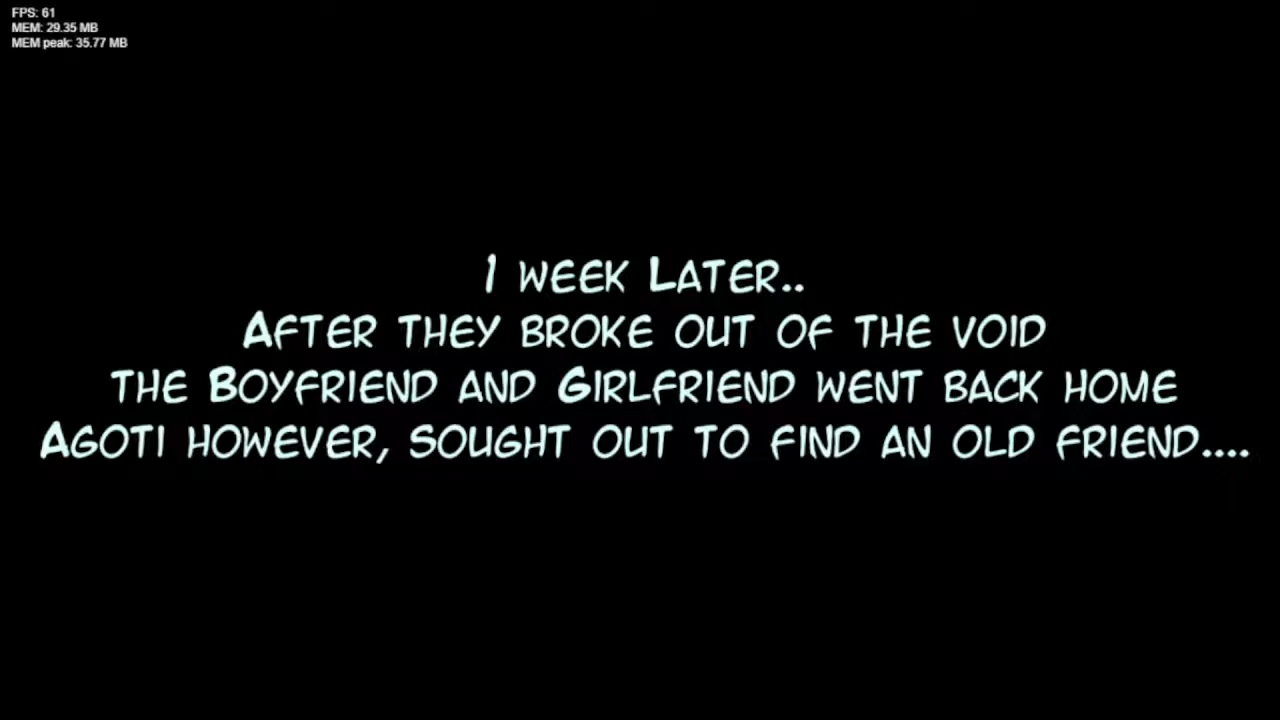 FPS: 61
MEM: 29.35 MB
MEM peak: 35.77 MB
1 week Later..
After they broke out of the void
the Boyfriend and Girlfriend went back home
Agoti however, sought out to find an old friend....